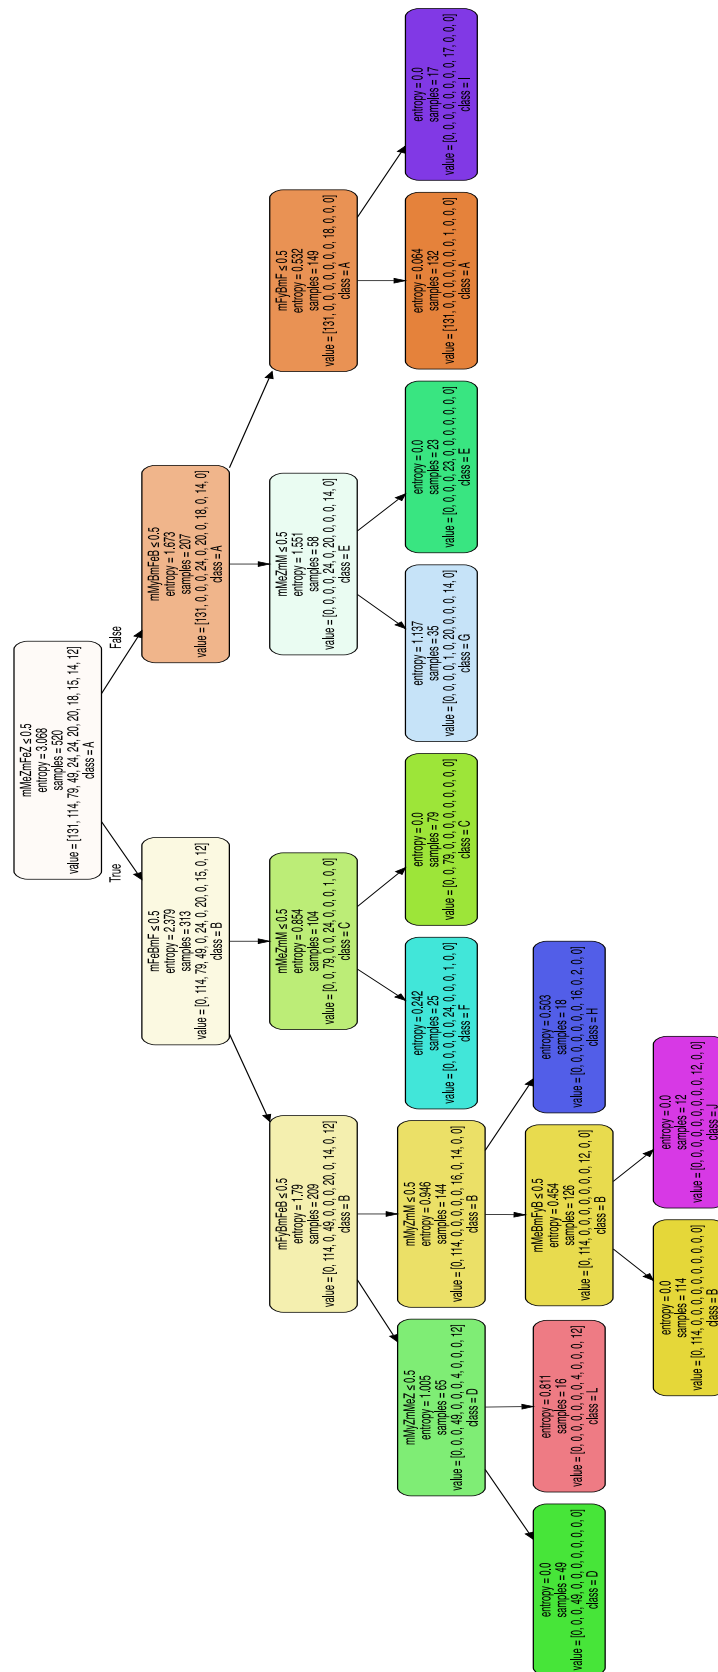 mMeZmFeZ ≤ 0.5
entropy = 3.068
samples = 520
value = [131, 114, 79, 49, 24, 24, 20, 20, 18, 15, 14, 12]
class = A
True
False
mFeBmF ≤ 0.5
entropy = 2.379
samples = 313
value = [0, 114, 79, 49, 0, 24, 0, 20, 0, 15, 0, 12]
class = B
mMyBmFeB ≤ 0.5
entropy = 1.673
samples = 207
value = [131, 0, 0, 0, 24, 0, 20, 0, 18, 0, 14, 0]
class = A
mFyBmFeB ≤ 0.5
entropy = 1.79
samples = 209
value = [0, 114, 0, 49, 0, 0, 0, 20, 0, 14, 0, 12]
class = B
mMeZmM ≤ 0.5
entropy = 0.854
samples = 104
value = [0, 0, 79, 0, 0, 24, 0, 0, 0, 1, 0, 0]
class = C
mMeZmM ≤ 0.5
entropy = 1.551
samples = 58
value = [0, 0, 0, 0, 24, 0, 20, 0, 0, 0, 14, 0]
class = E
mFyBmF ≤ 0.5
entropy = 0.532
samples = 149
value = [131, 0, 0, 0, 0, 0, 0, 0, 18, 0, 0, 0]
class = A
mMyZmMeZ ≤ 0.5
entropy = 1.005
samples = 65
value = [0, 0, 0, 49, 0, 0, 0, 4, 0, 0, 0, 12]
class = D
mMyZmM ≤ 0.5
entropy = 0.946
samples = 144
value = [0, 114, 0, 0, 0, 0, 0, 16, 0, 14, 0, 0]
class = B
entropy = 0.242
samples = 25
value = [0, 0, 0, 0, 0, 24, 0, 0, 0, 1, 0, 0]
class = F
entropy = 0.0
samples = 79
value = [0, 0, 79, 0, 0, 0, 0, 0, 0, 0, 0, 0]
class = C
entropy = 1.137
samples = 35
value = [0, 0, 0, 0, 1, 0, 20, 0, 0, 0, 14, 0]
class = G
entropy = 0.0
samples = 23
value = [0, 0, 0, 0, 23, 0, 0, 0, 0, 0, 0, 0]
class = E
entropy = 0.064
samples = 132
value = [131, 0, 0, 0, 0, 0, 0, 0, 1, 0, 0, 0]
class = A
entropy = 0.0
samples = 17
value = [0, 0, 0, 0, 0, 0, 0, 0, 17, 0, 0, 0]
class = I
entropy = 0.0
samples = 49
value = [0, 0, 0, 49, 0, 0, 0, 0, 0, 0, 0, 0]
class = D
entropy = 0.811
samples = 16
value = [0, 0, 0, 0, 0, 0, 0, 4, 0, 0, 0, 12]
class = L
mMeBmFyB ≤ 0.5
entropy = 0.454
samples = 126
value = [0, 114, 0, 0, 0, 0, 0, 0, 0, 12, 0, 0]
class = B
entropy = 0.503
samples = 18
value = [0, 0, 0, 0, 0, 0, 0, 16, 0, 2, 0, 0]
class = H
entropy = 0.0
samples = 114
value = [0, 114, 0, 0, 0, 0, 0, 0, 0, 0, 0, 0]
class = B
entropy = 0.0
samples = 12
value = [0, 0, 0, 0, 0, 0, 0, 0, 0, 12, 0, 0]
class = J